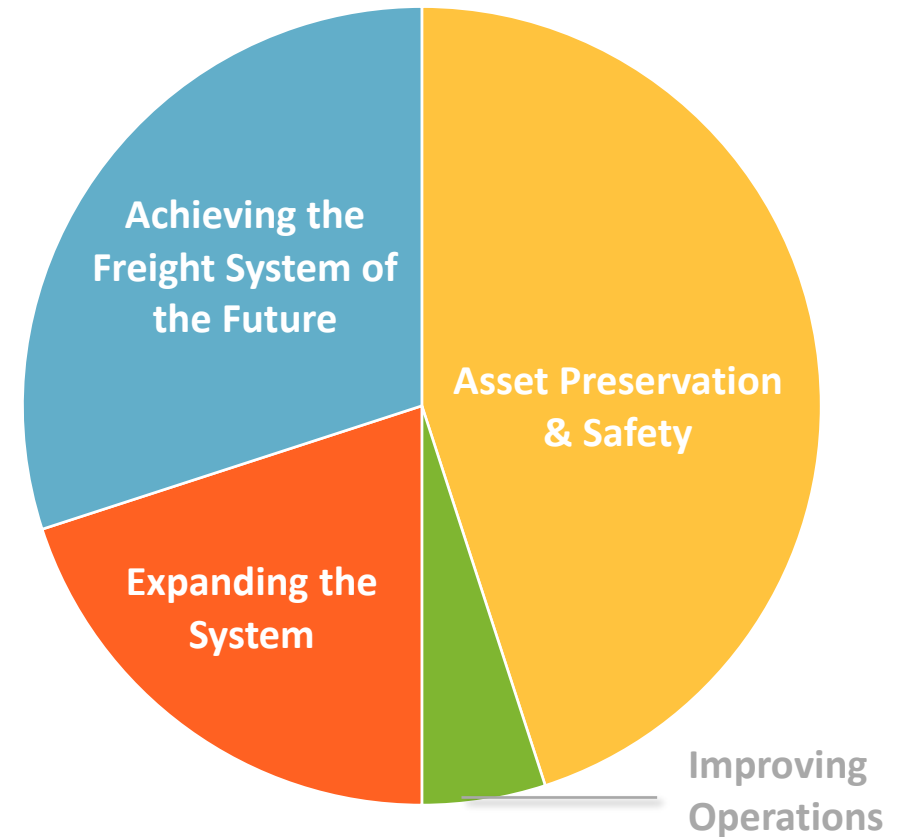 Achieving the
Freight System of
the Future
Asset Preservation
& Safety
Expanding the
System
Improving
Operations